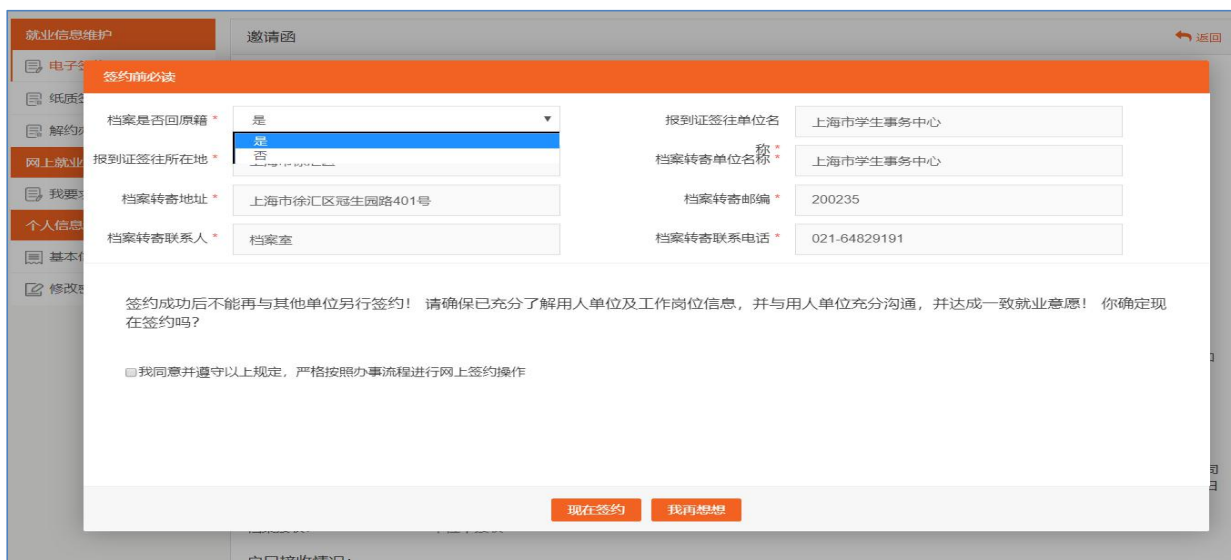 就业信息维护
邀请函
返回
电子签
签约前必读
纸质签
档案是否回原籍 * 是
报到证签往单位名称 * 上海市学生事务中心
解约
是
否
网上就业
报到证签往所在地 *
档案转寄单位名称 * 上海市学生事务中心
我要
档案转寄地址 * 上海市徐汇区冠生园路401号
档案转寄邮编 * 200235
个人信息
档案转寄联系人 * 档案室
档案转寄联系电话 * 021-64829191
基本
修改
签约成功后不能再与其他单位另行签约! 请确保已充分了解用人单位及工作岗位信息,并与用人单位充分沟通,并达成一致就业意愿! 你确定现
在签约吗?
我同意并遵守以上规定,严格按照办事流程进行网上签约操作
现在签约
我再想想